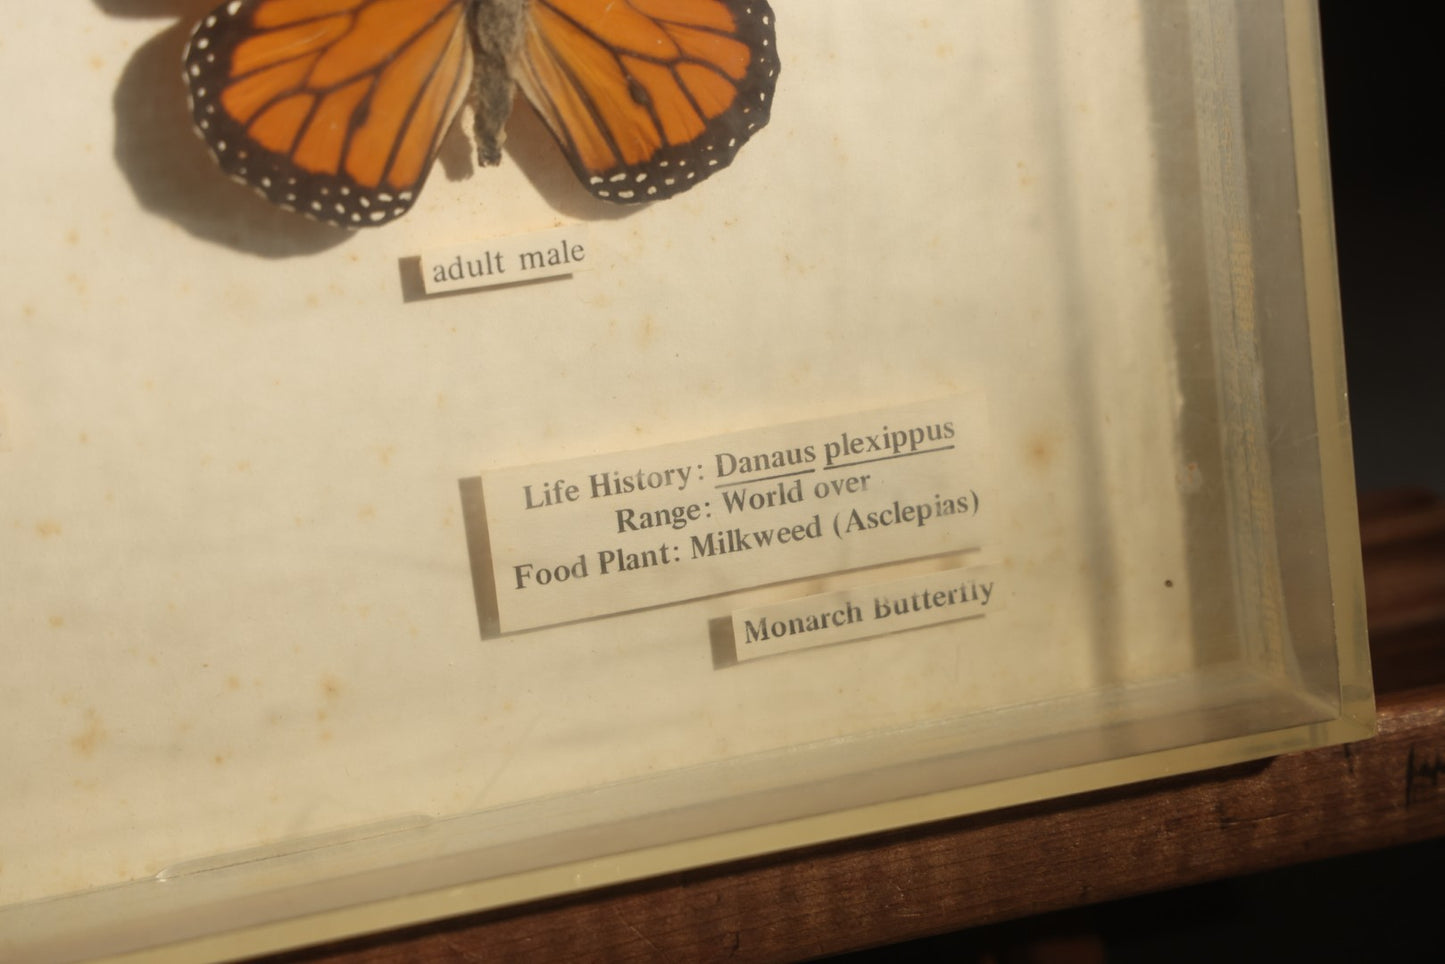 adult male
Life History: Danaus plexippus
Range: World over
Food Plant: Milkweed (Asclepias)
Monarch Butterfly